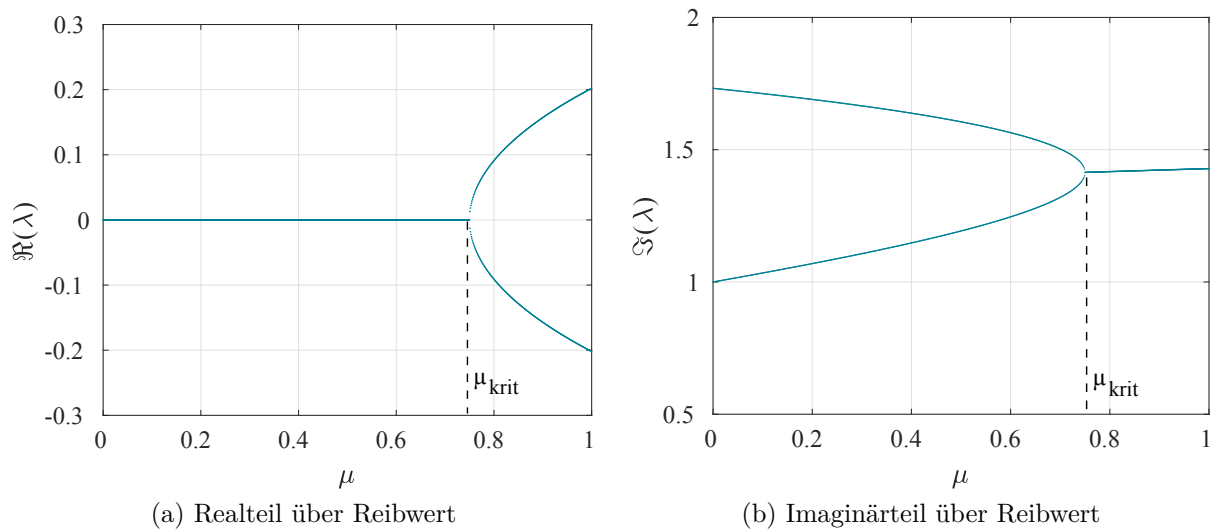 0.3
0.2
0.1
0
-0.1
-0.2
-0.3
ℜ(λ)
μkrit
0 0.2 0.4 0.6 0.8 1
μ
(a) Realteil über Reibwert
2
1.5
1
0.5
ℑ(λ)
μkrit
0 0.2 0.4 0.6 0.8 1
μ
(b) Imaginärteil über Reibwert